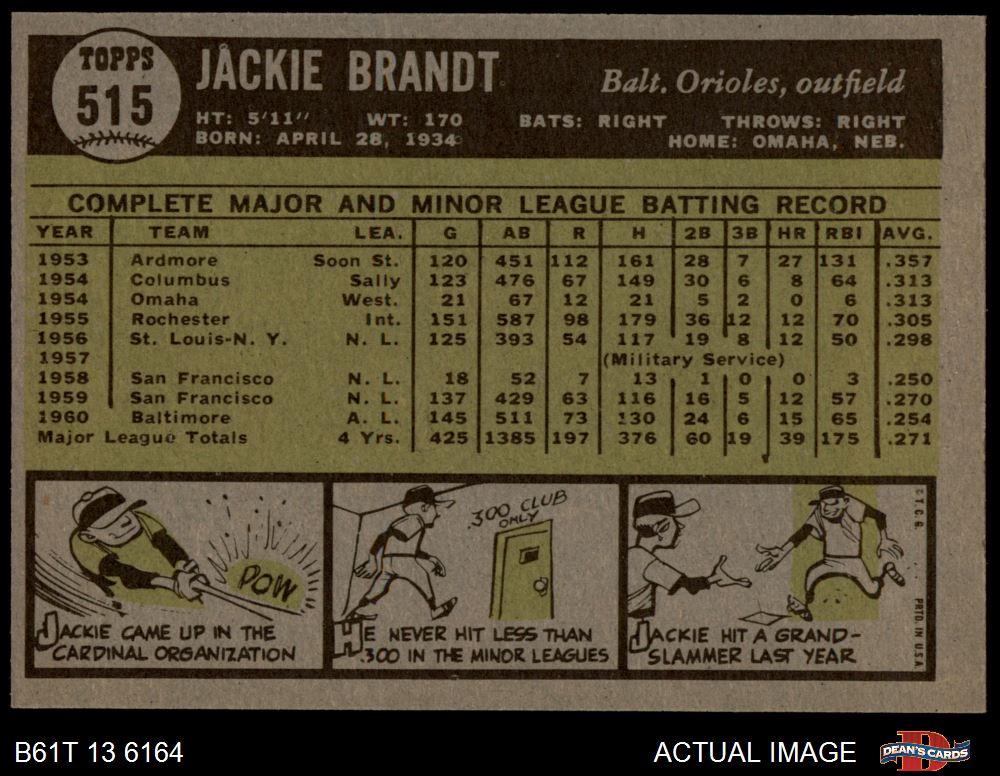 TOPPS
515
JACKIE BRANDT
Balt. Orioles, outfield
HT: 5'11" WT: 170 BATS: RIGHT THROWS: RIGHT
BORN: APRIL 28, 1934 HOME: OMAHA, NEB.
COMPLETE MAJOR AND MINOR LEAGUE BATTING RECORD
YEAR TEAM LEA. G AB R H 2B 3B HR RBI AVG.
1953 Ardmore Soon St. 120 451 112 161 28 7 27 131 .357
1954 Columbus Sally 123 476 67 149 30 6 8 64 .313
1954 Omaha West. 21 67 12 21 5 2 0 6 .313
1955 Rochester Int. 151 587 98 179 36 12 12 70 .305
1956 St. Louis-N. Y. N. L. 125 393 54 117 19 8 12 50 .298
1957 (Military Service)
1958 San Francisco N. L. 18 52 7 13 1 0 0 3 .250
1959 San Francisco N. L. 137 429 63 116 16 5 12 57 .270
1960 Baltimore A. L. 145 511 73 130 24 6 15 65 .254
Major League Totals 4 Yrs. 425 1385 197 376 60 19 39 175 .271
POW
JACKIE CAME UP IN THE
CARDINAL ORGANIZATION
.300 CLUB
ONLY
HE NEVER HIT LESS THAN
.300 IN THE MINOR LEAGUES
JACKIE HIT A GRAND-
SLAMMER LAST YEAR
© T. C. G.
PRTD. IN U.S.A.
B61T 13 6164
ACTUAL IMAGE
DEAN'S CARDS